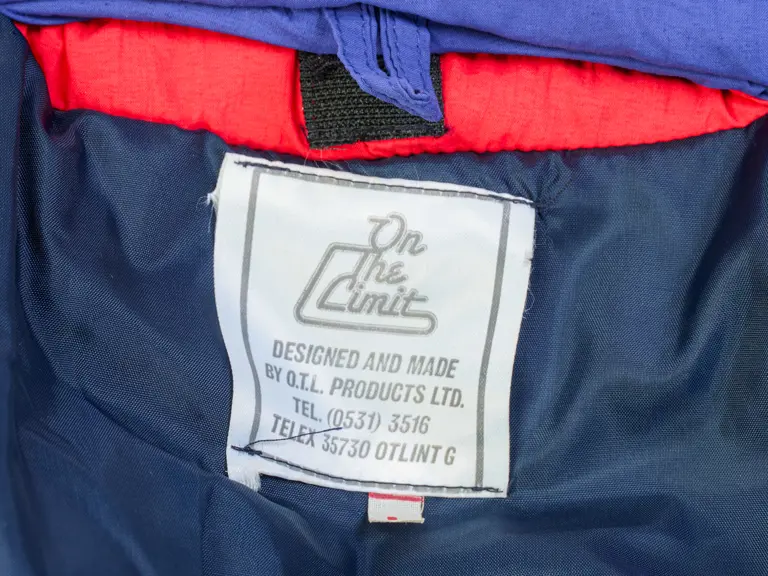 On
The
Limit
DESIGNED AND MADE
BY O.T.L. PRODUCTS LTD.
TEL. (0531) 3516
TELEX 35730 OTLINT G